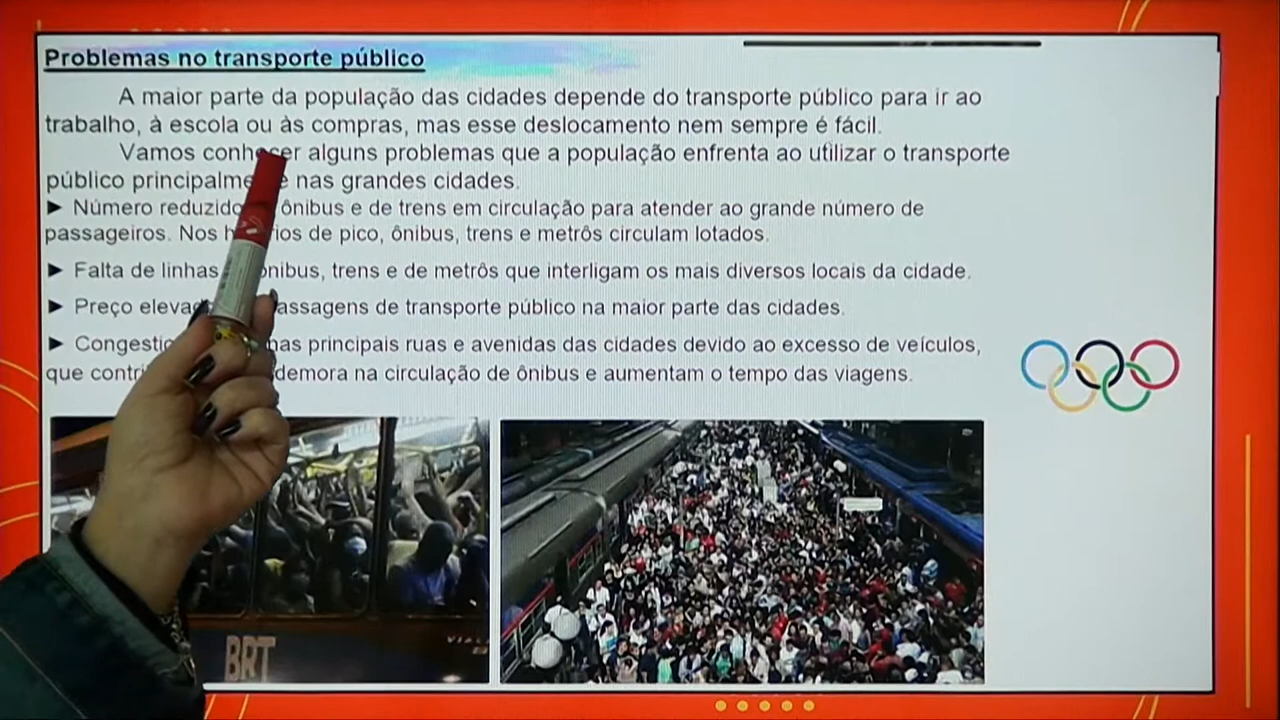 Problemas no transporte público
A maior parte da população das cidades depende do transporte público para ir ao
trabalho, à escola ou às compras, mas esse deslocamento nem sempre é fácil.
Vamos conhecer alguns problemas que a população enfrenta ao utilizar o transporte
público principalmente nas grandes cidades.
► Número reduzido ônibus e de trens em circulação para atender ao grande número de
passageiros. Nos horários de pico, ônibus, trens e metrôs circulam lotados.
► Falta de linhas ônibus, trens e de metrôs que interligam os mais diversos locais da cidade.
► Preço elevado passagens de transporte público na maior parte das cidades.
► nas principais ruas e avenidas das cidades devido ao excesso de veículos,
que demora na circulação de ônibus e aumentam o tempo das viagens.
BRT